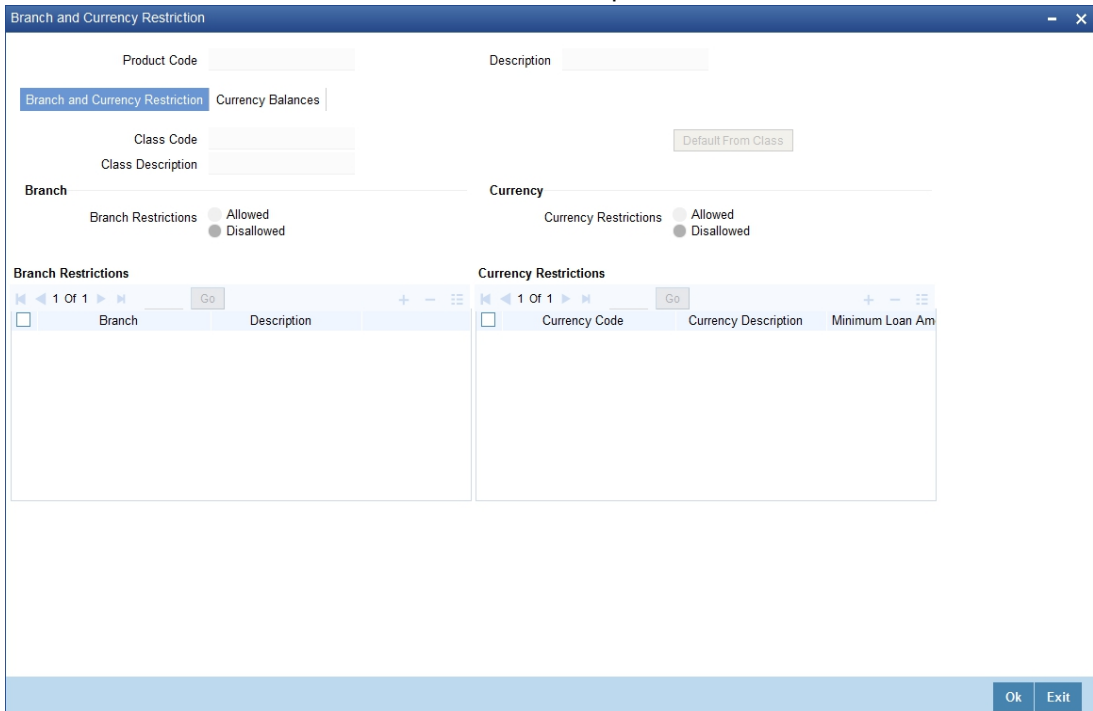 Branch and Currency Restriction
Product Code
Description
Branch and Currency Restriction
Currency Balances
Class Code
Default From Class
Class Description
Branch
Currency
Branch Restrictions
Allowed
Disallowed
Currency Restrictions
Allowed
Disallowed
Branch Restrictions
1 Of 1
Go
Branch
Description
Currency Restrictions
1 Of 1
Go
Currency Code
Currency Description
Minimum Loan Am
Ok
Exit